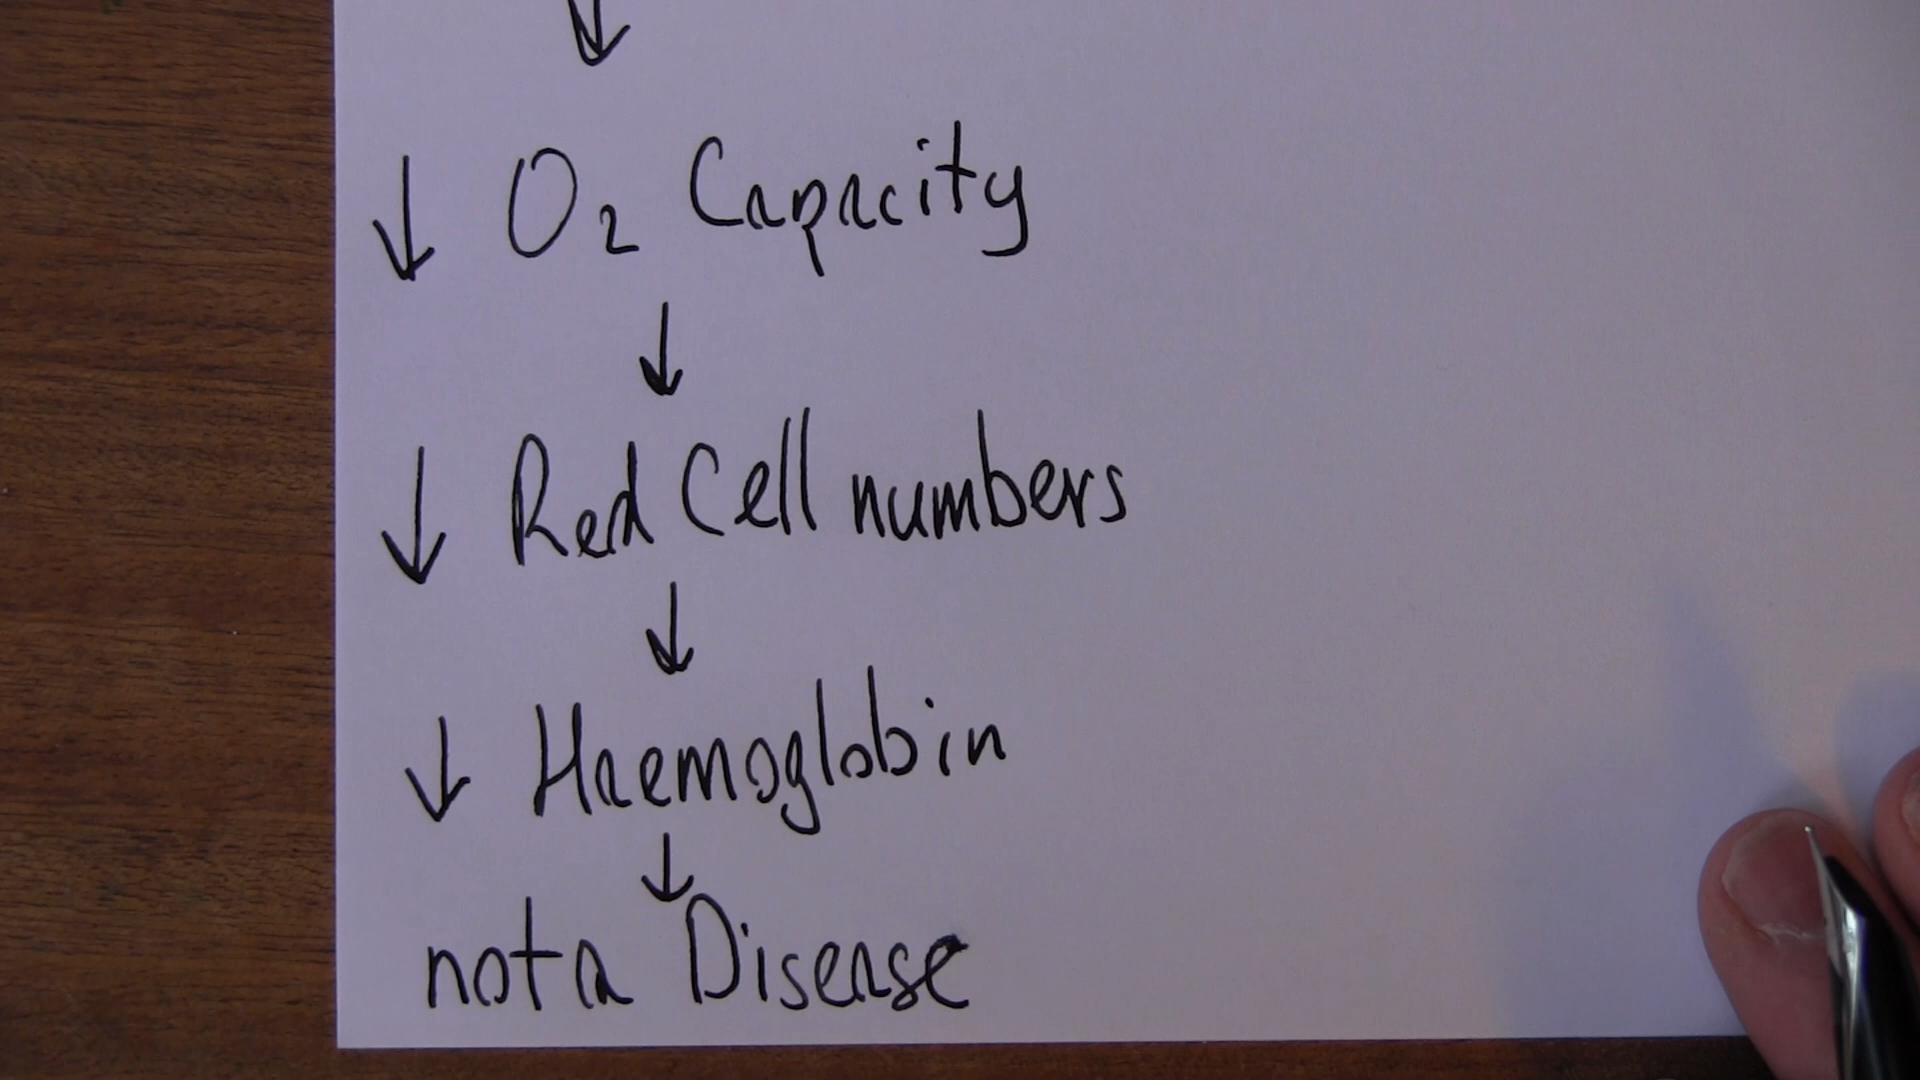 ↓
↓ O₂ Capacity
↓
↓ Red Cell numbers
↓
↓ Haemoglobin
↓
not a Disease